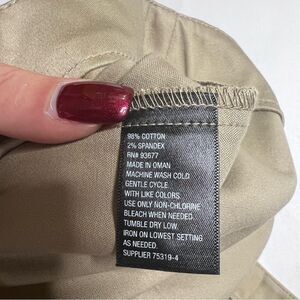 98% COTTON
2% SPANDEX
RN# 93677
MADE IN OMAN
MACHINE WASH COLD
GENTLE CYCLE
WITH LIKE COLORS.
USE ONLY NON-CHLORINE
BLEACH WHEN NEEDED.
TUMBLE DRY LOW.
IRON ON LOWEST SETTING
AS NEEDED.
SUPPLIER 75319-4